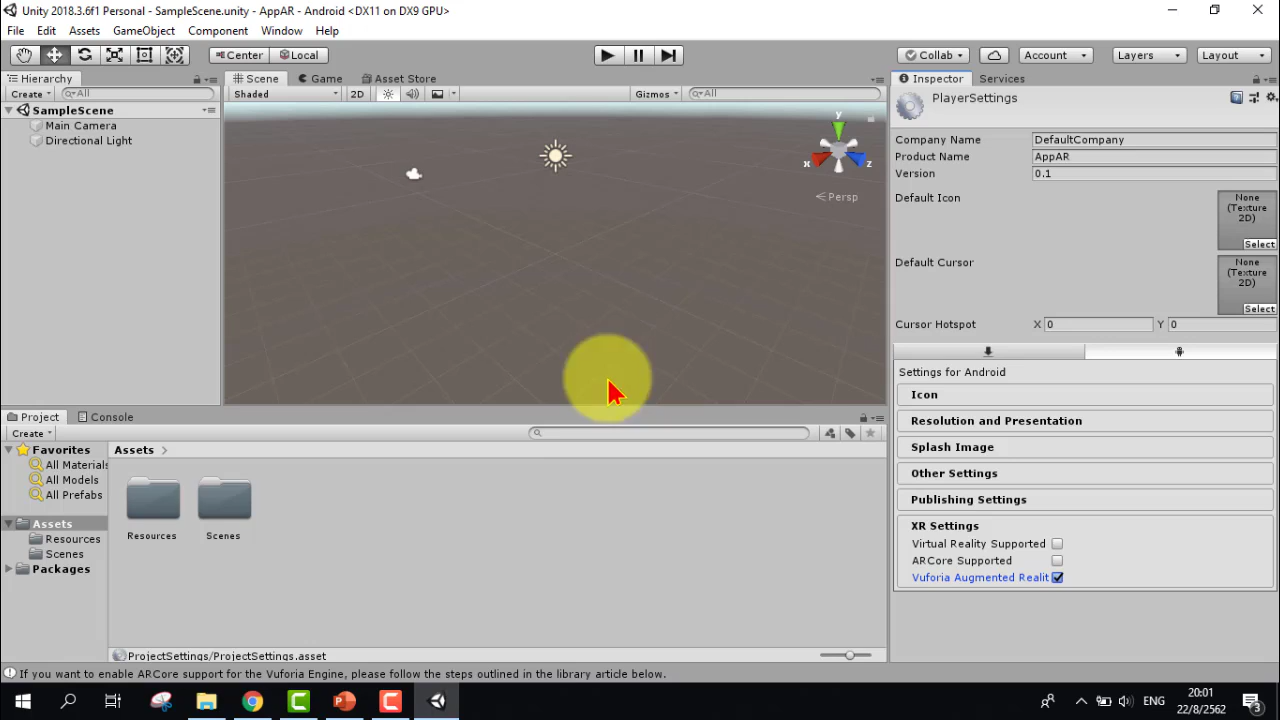 Unity 2018.3.6f1 Personal - SampleScene.unity - AppAR - Android <DX11 on DX9 GPU>
File Edit Assets GameObject Component Window Help
Center Local Collab Account Layers Layout
Hierarchy Scene Game Asset Store Inspector Services
Create All Shaded 2D Gizmos All PlayerSettings
SampleScene
Main Camera
Directional Light
y
x z
Persp
Company Name DefaultCompany
Product Name AppAR
Version 0.1
Default Icon None
(Texture
2D)
Select
Default Cursor None
(Texture
2D)
Select
Cursor Hotspot X 0 Y 0
Settings for Android
Icon
Resolution and Presentation
Splash Image
Other Settings
Publishing Settings
XR Settings
Virtual Reality Supported
ARCore Supported
Vuforia Augmented Realit
Project Console
Create
Favorites Assets
All Materials
All Models
All Prefabs
Assets
Resources
Scenes
Packages
Resources Scenes
ProjectSettings/ProjectSettings.asset
If you want to enable ARCore support for the Vuforia Engine, please follow the steps outlined in the library article below.
ENG 20:01
22/8/2562
3